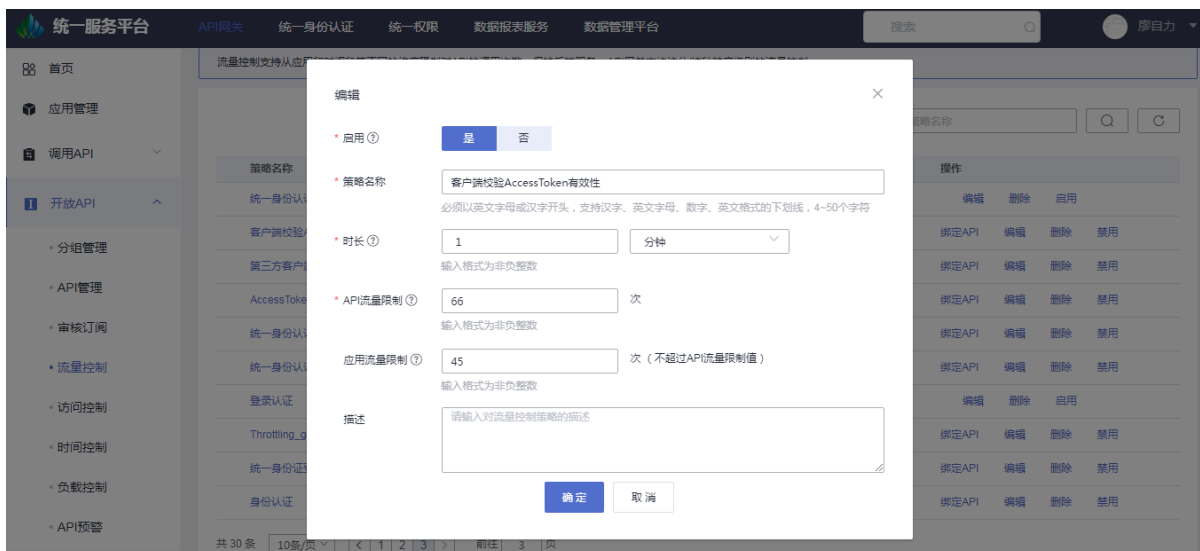 统一服务平台
API网关 统一身份认证 统一权限 数据报表服务 数据管理平台
搜索
廖自力
首页
应用管理
调用API
开放API
分组管理
API管理
审核订阅
流量控制
访问控制
时间控制
负载控制
API预警
流量控制支持从应用
策略名称
策略名称 操作
统一身份认 编辑 删除 启用
客户端校验A 绑定API 编辑 删除 禁用
第三方客户端 绑定API 编辑 删除 禁用
AccessToke 绑定API 编辑 删除 禁用
统一身份认 绑定API 编辑 删除 禁用
统一身份认 绑定API 编辑 删除 禁用
登录认证 编辑 删除 启用
Throttling_g 绑定API 编辑 删除 禁用
统一身份证 绑定API 编辑 删除 禁用
身份认证 绑定API 编辑 删除 禁用
共 30 条 10条/页 < 1 2 3 > 前往 3 页
编辑
* 启用 是 否
* 策略名称 客户端校验AccessToken有效性
必须以英文字母或汉字开头，支持汉字、英文字母、数字、英文格式的下划线，4~50个字符
* 时长 1 分钟
输入格式为非负整数
* API流量限制 66 次
输入格式为非负整数
应用流量限制 45 次（不超过API流量限制值）
输入格式为非负整数
描述 请输入对流量控制策略的描述
确定 取消